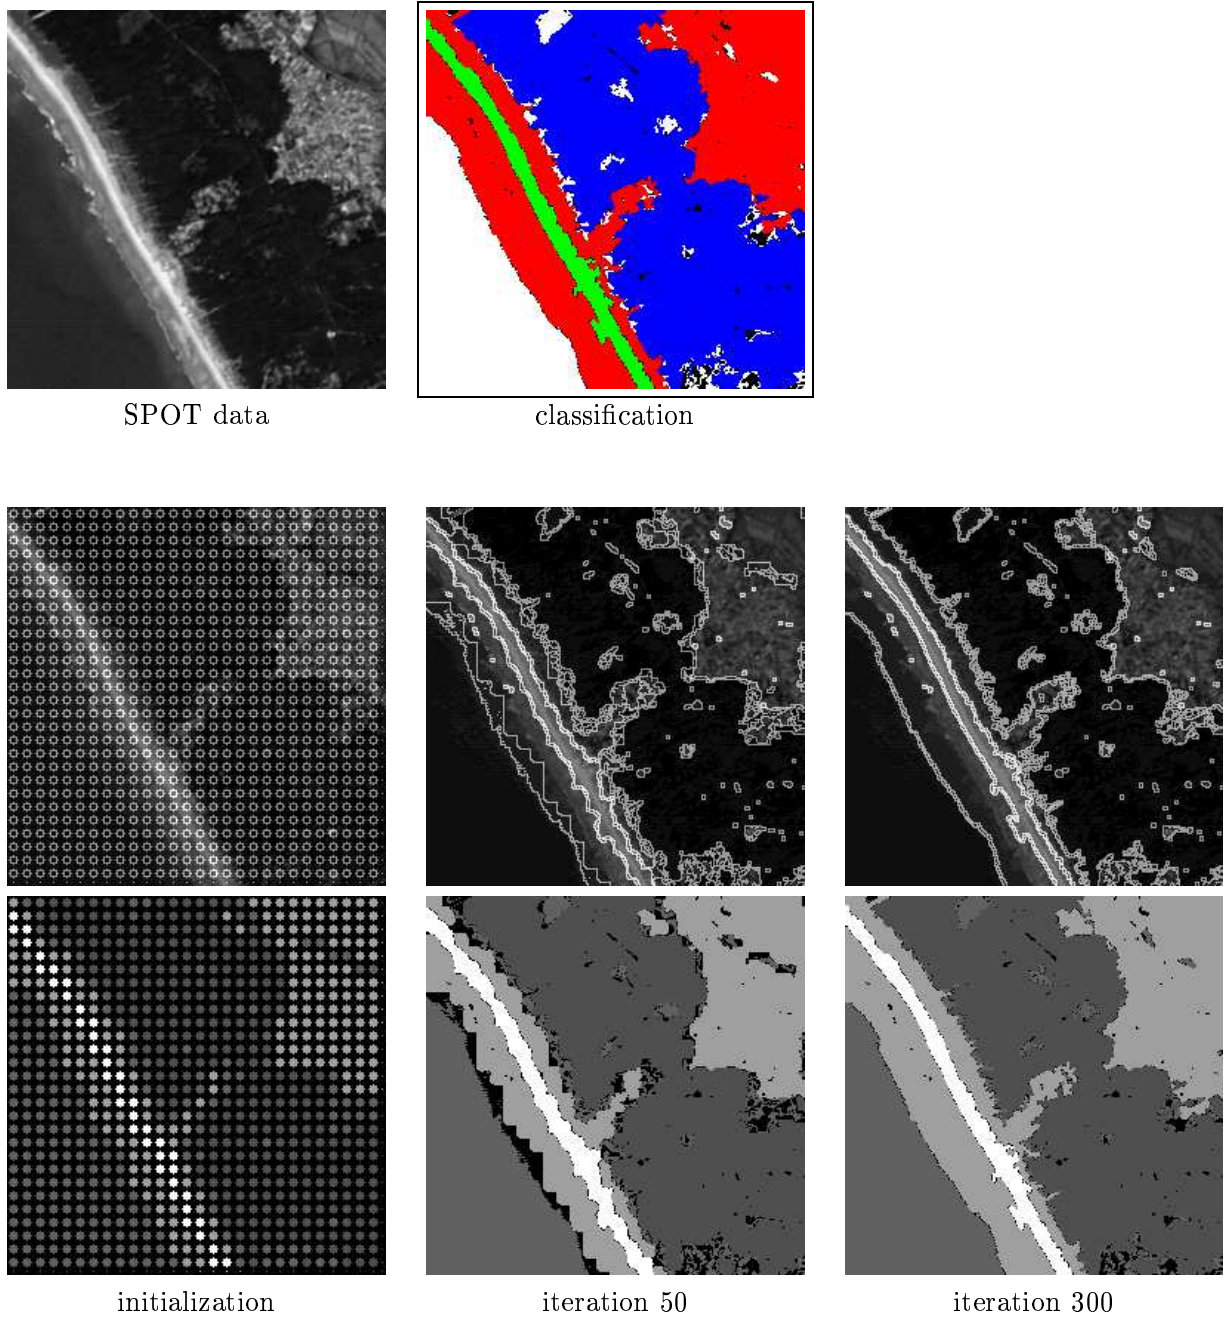 SPOT data
classification
initialization
iteration 50
iteration 300